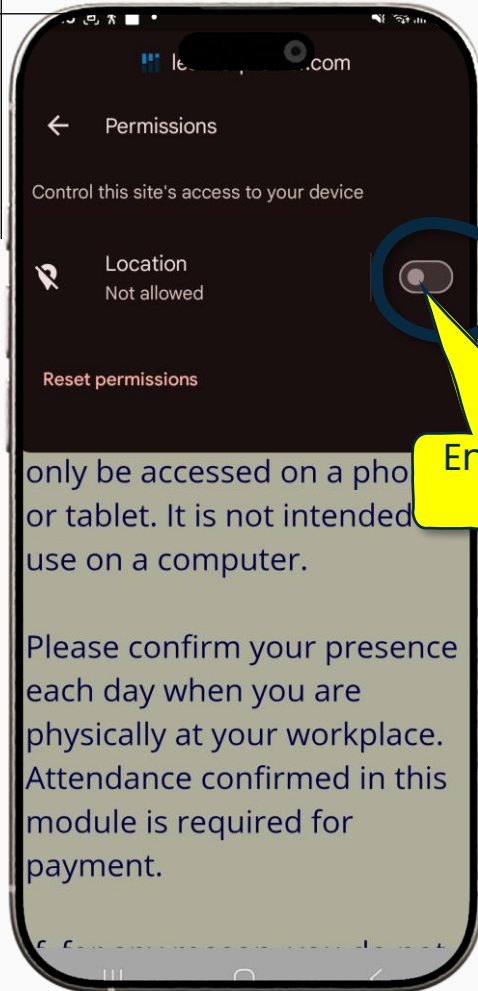 .com
Permissions
Control this site's access to your device
Location
Not allowed
Reset permissions
only be accessed on a pho
or tablet. It is not intended
use on a computer.
Please confirm your presence
each day when you are
physically at your workplace.
Attendance confirmed in this
module is required for
payment.